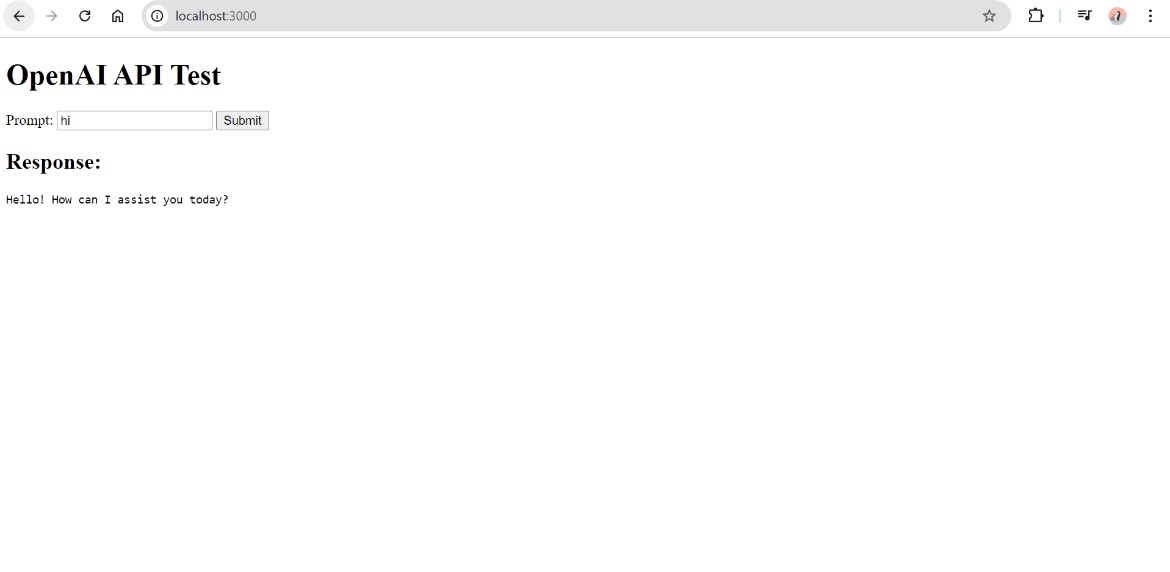 localhost:3000
OpenAI API Test
Prompt: hi Submit
Response:
Hello! How can I assist you today?